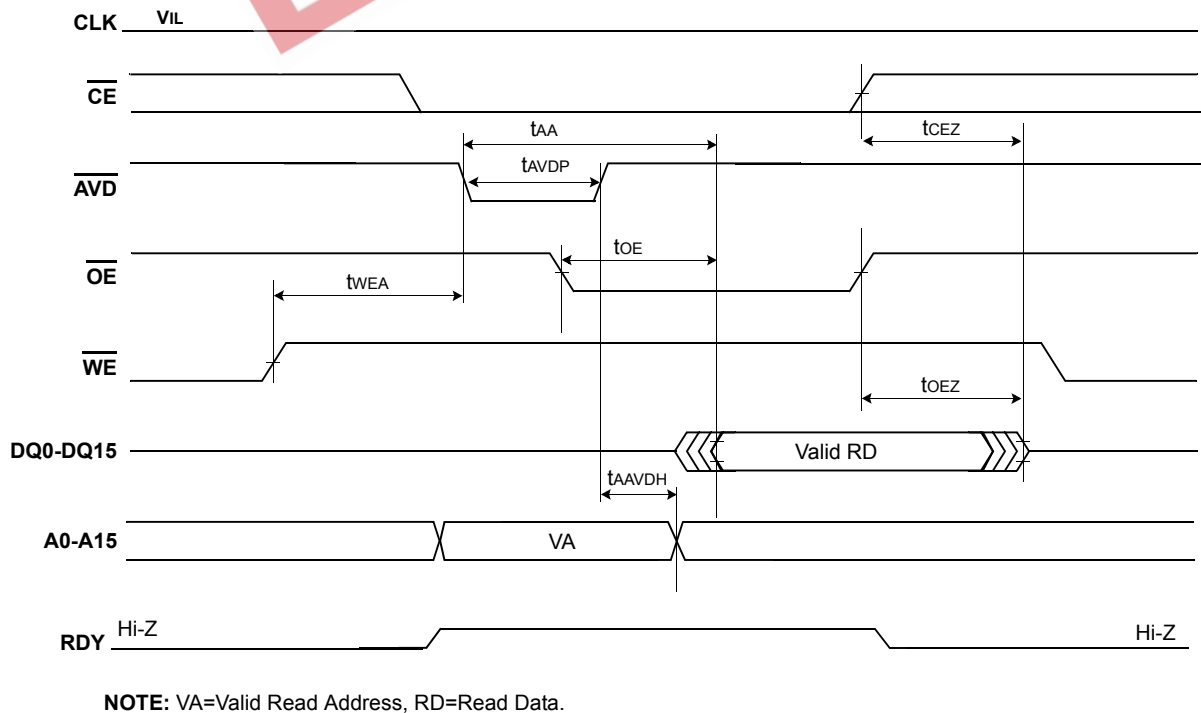 CLK VIL
CE
tAA
tCEZ
AVD
tAVDP
OE
tOE
tWEA
WE
tOEZ
DQ0-DQ15
Valid RD
tAAVDH
A0-A15
VA
RDY Hi-Z
Hi-Z
NOTE: VA=Valid Read Address, RD=Read Data.